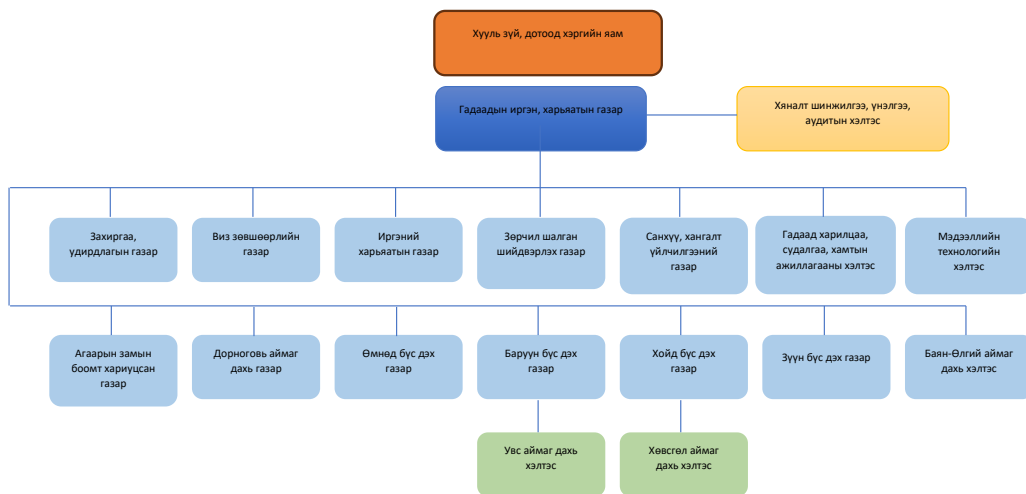 Хууль зүй, дотоод хэргийн яам
Гадаадын иргэн, харьяатын газар
Хяналт шинжилгээ, үнэлгээ,
аудитын хэлтэс
Захиргаа,
удирдлагын газар
Виз зөвшөөрлийн
газар
Иргэний
харьяатын газар
Зөрчил шалган
шийдвэрлэх газар
Санхүү, хангалт
үйлчилгээний
газар
Гадаад харилцаа,
судалгаа, хамтын
ажиллагааны хэлтэс
Мэдээллийн
технологийн
хэлтэс
Агаарын замын
боомт хариуцсан
газар
Дорноговь аймаг
дахь газар
Өмнөд бүс дэх
газар
Баруун бүс дэх
газар
Хойд бүс дэх
газар
Зүүн бүс дэх газар
Баян-Өлгий аймаг
дахь хэлтэс
Увс аймаг дахь
хэлтэс
Хөвсгөл аймаг
дахь хэлтэс